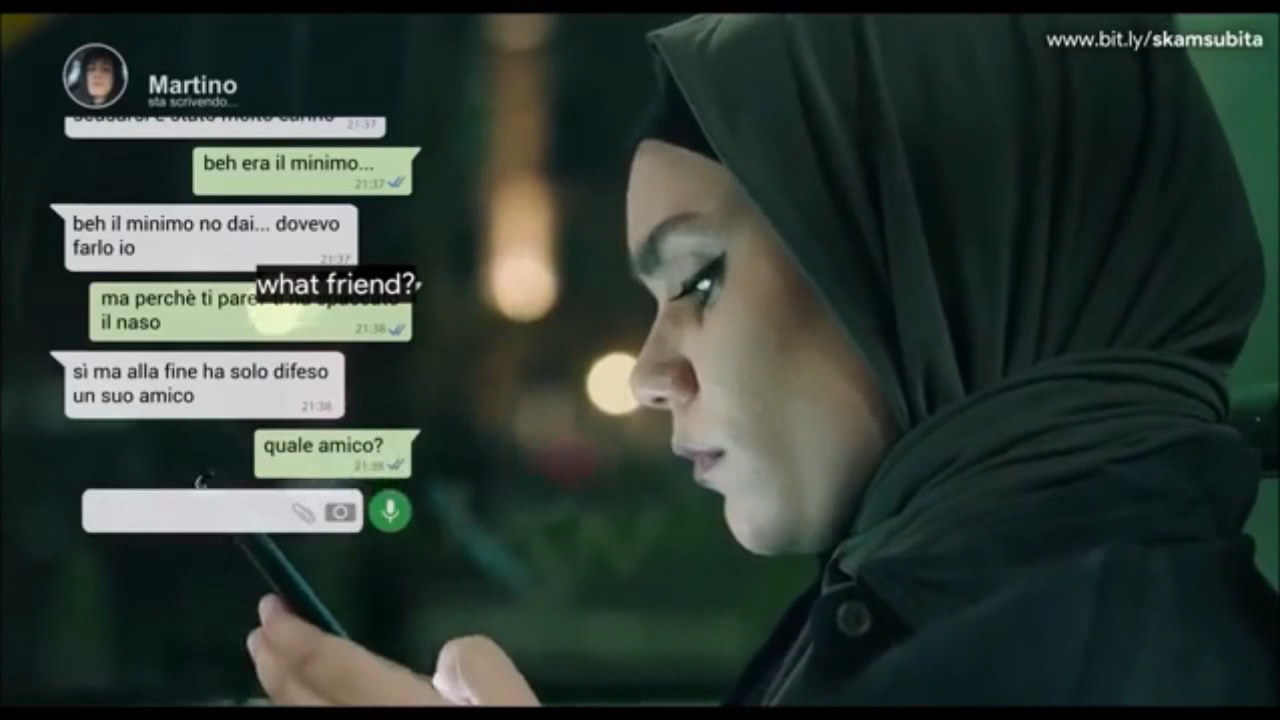 www.bit.ly/skamsubita
Martino
sta scrivendo...
21:37
beh era il minimo...
21:37
beh il minimo no dai... dovevo
farlo io
21:37
what friend?
ma perchè ti pare
il naso
21:38
sì ma alla fine ha solo difeso
un suo amico
21:38
quale amico?
21:38